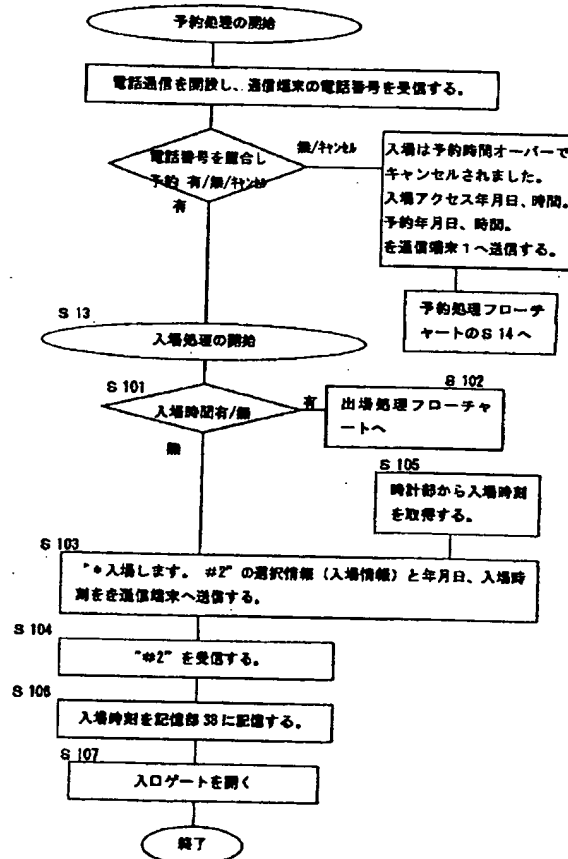 予約処理の開始
電話通信を開設し、通信端末の電話番号を受信する。
電話番号を照合し
予約 有/無/キャンセル
無/キャンセル
有
入場は予約時間オーバーで
キャンセルされました。
入場アクセス年月日、時間。
予約年月日、時間。
を通信端末1へ送信する。
予約処理フローチ
ャートのS 14へ
S 13
入場処理の開始
S 101
入場時間有/無
有
無
S 102
出場処理フローチャ
ートへ
S 105
時計部から入場時刻
を取得する。
S 103
"*入場します。 #2"の選択情報(入場情報)と年月日、入場時
刻をを通信端末へ送信する。
S 104
"#2"を受信する。
S 106
入場時刻を記憶部38に記憶する。
S 107
入口ゲートを開く
終了